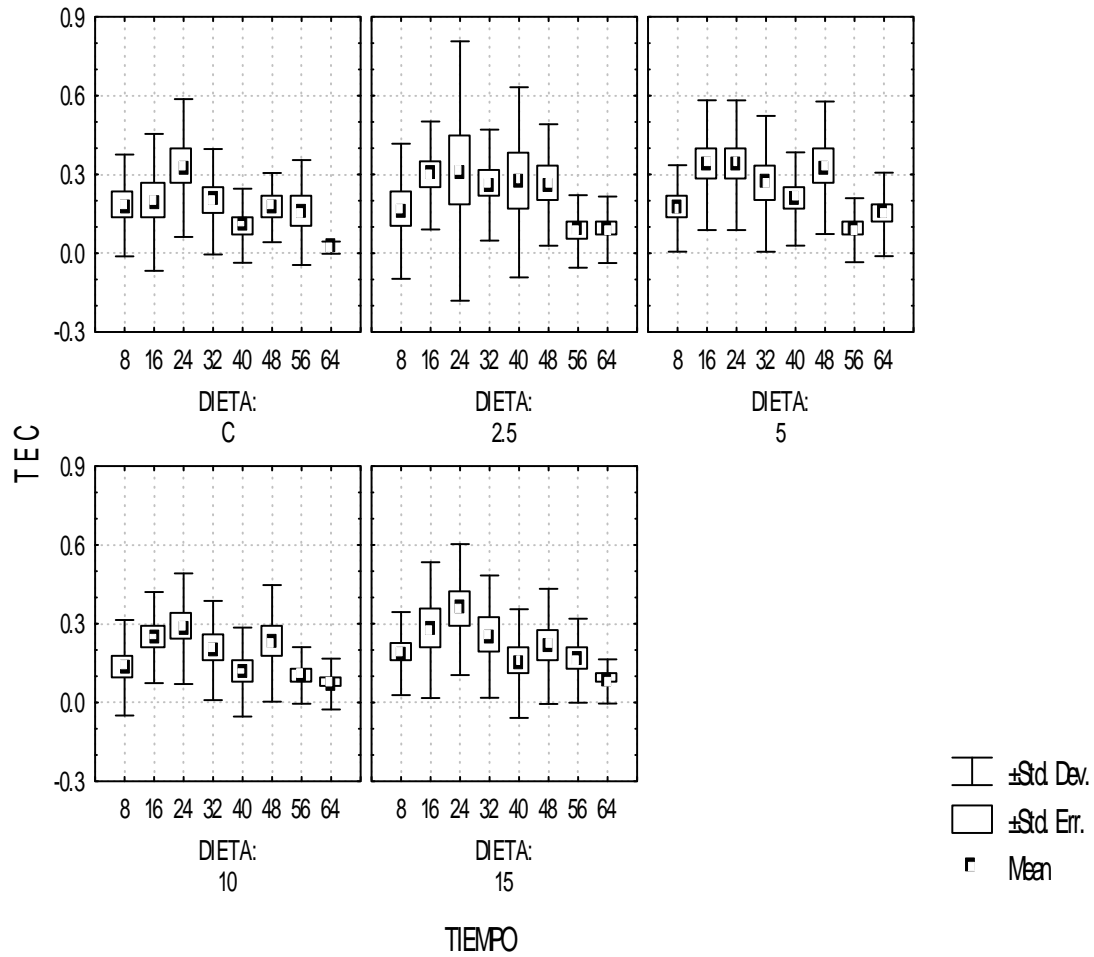 0.9
0.6
0.3
0.0
-0.3
8 16 24 32 40 48 56 64
DIETA:
C
8 16 24 32 40 48 56 64
DIETA:
2.5
8 16 24 32 40 48 56 64
DIETA:
5
TEC
0.9
0.6
0.3
0.0
-0.3
8 16 24 32 40 48 56 64
DIETA:
10
8 16 24 32 40 48 56 64
DIETA:
15
±Std. Dev.
±Std. Err.
Mean
TIEMPO